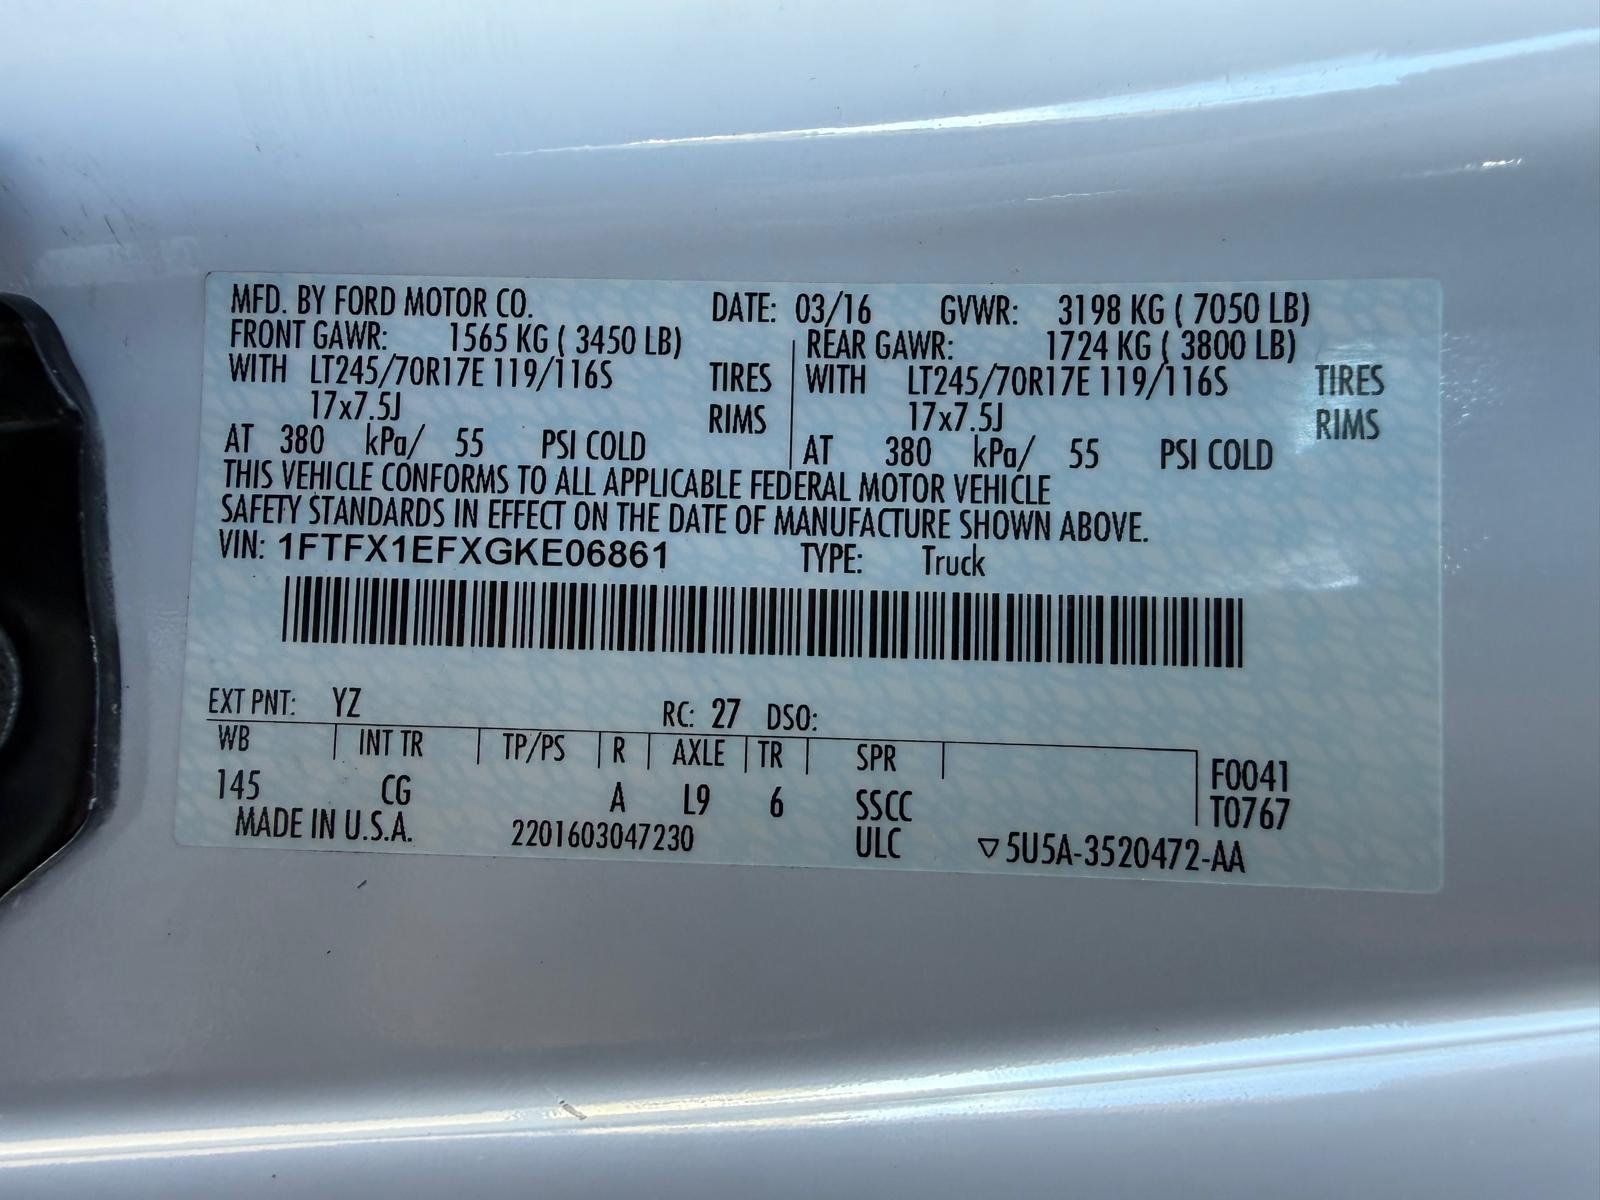 MFD. BY FORD MOTOR CO. DATE: 03/16 GVWR: 3198 KG ( 7050 LB)
FRONT GAWR: 1565 KG ( 3450 LB) REAR GAWR: 1724 KG ( 3800 LB)
WITH LT245/70R17E 119/116S TIRES WITH LT245/70R17E 119/116S TIRES
17x7.5J RIMS 17x7.5J RIMS
AT 380 kPa/ 55 PSI COLD AT 380 kPa/ 55 PSI COLD
THIS VEHICLE CONFORMS TO ALL APPLICABLE FEDERAL MOTOR VEHICLE
SAFETY STANDARDS IN EFFECT ON THE DATE OF MANUFACTURE SHOWN ABOVE.
VIN: 1FTFX1EFXGKE06861 TYPE: Truck
EXT PNT: YZ RC: 27 DSO:
WB INT TR TP/PS R AXLE TR SPR F0041
145 CG A L9 6 SSCC T0767
MADE IN U.S.A. 2201603047230 ULC ▽5U5A-3520472-AA